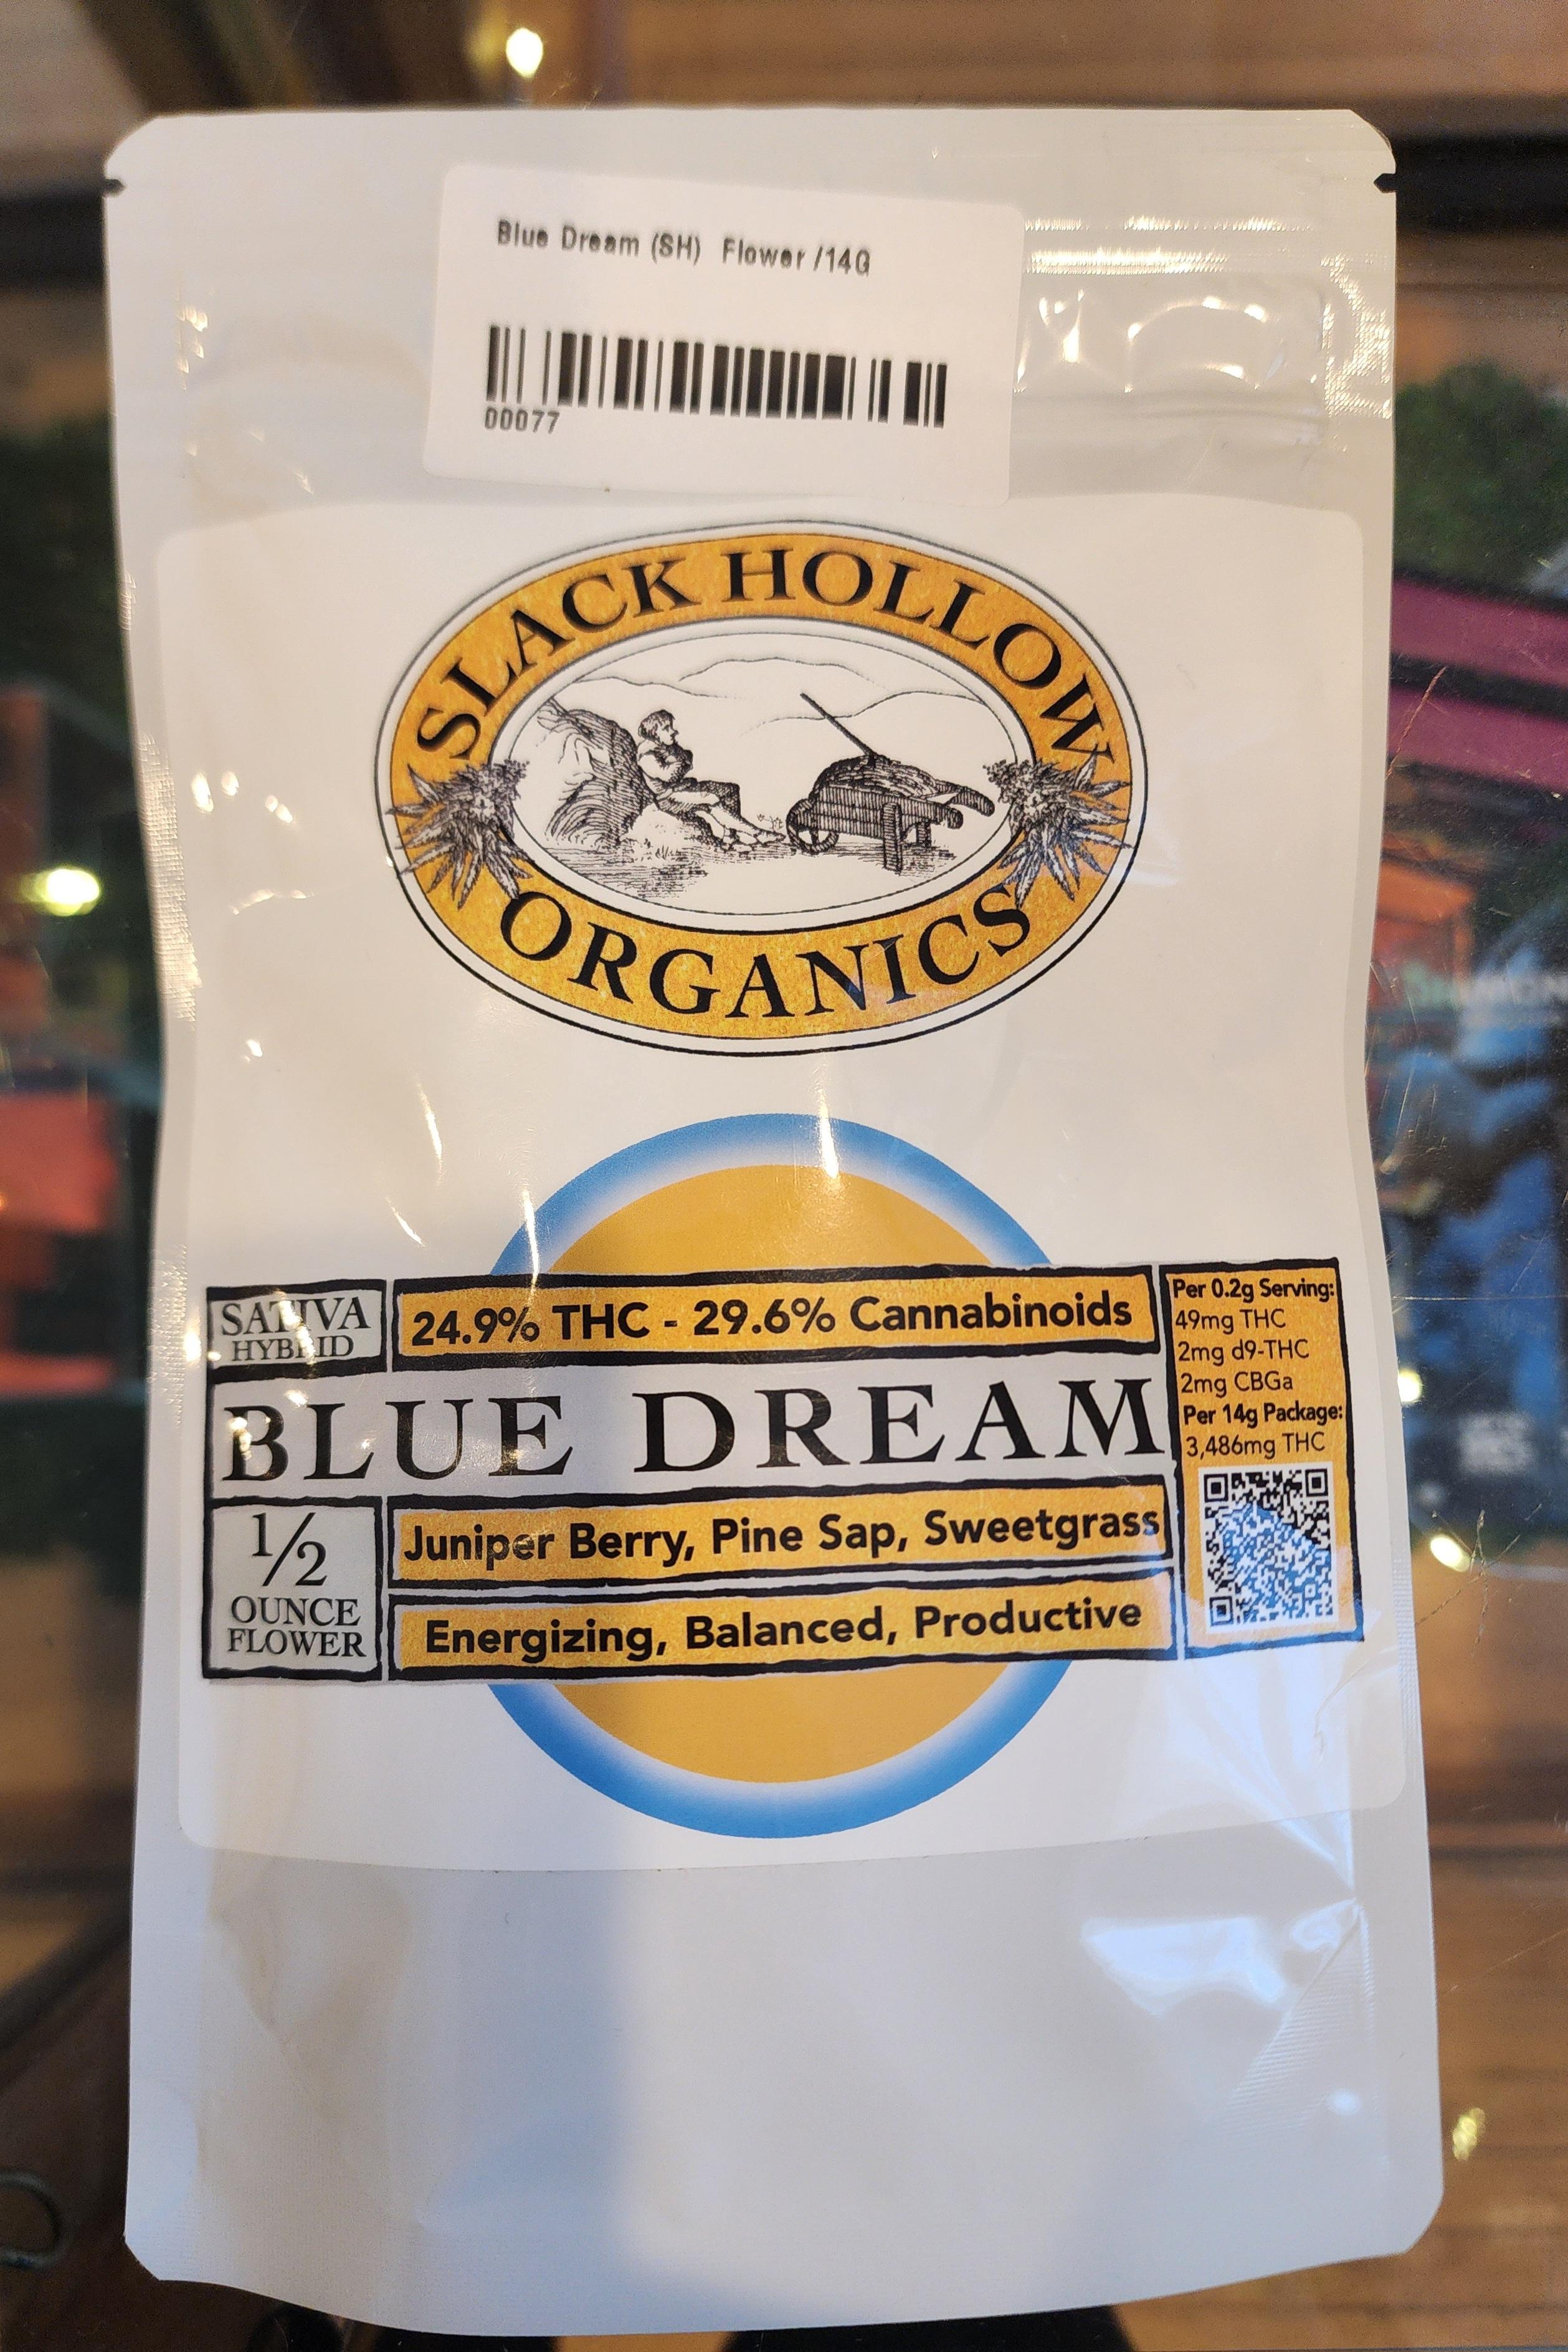 Blue Dream (SH) Flower /14G
00077
SLACK HOLLOW
ORGANICS
SATIVA
HYBRID
24.9% THC - 29.6% Cannabinoids
BLUE DREAM
1/2
OUNCE
FLOWER
Juniper Berry, Pine Sap, Sweetgrass
Energizing, Balanced, Productive
Per 0.2g Serving:
49mg THC
2mg d9-THC
2mg CBGa
Per 14g Package:
3,486mg THC